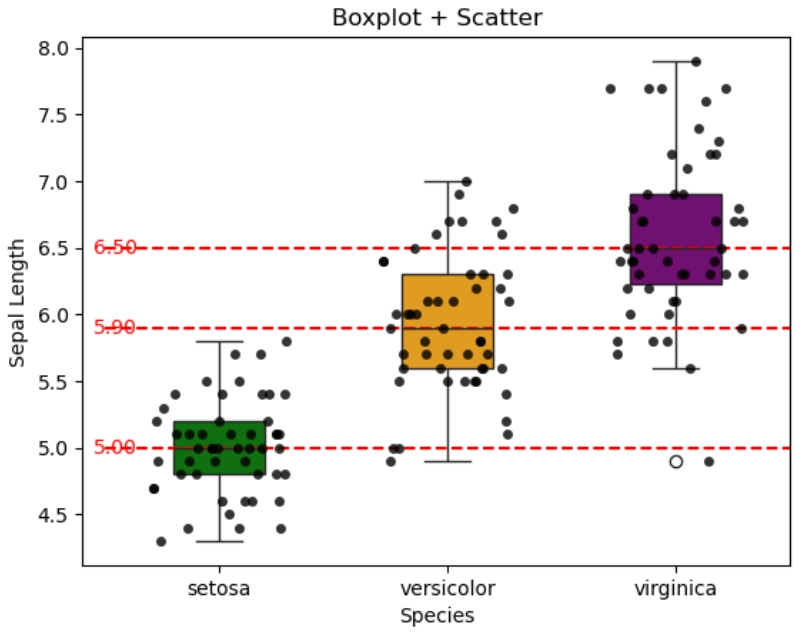 Boxplot + Scatter
8.0
7.5
7.0
6.5
6.0
5.5
5.0
4.5
6.50
5.90
5.00
Sepal Length
setosa
versicolor
virginica
Species